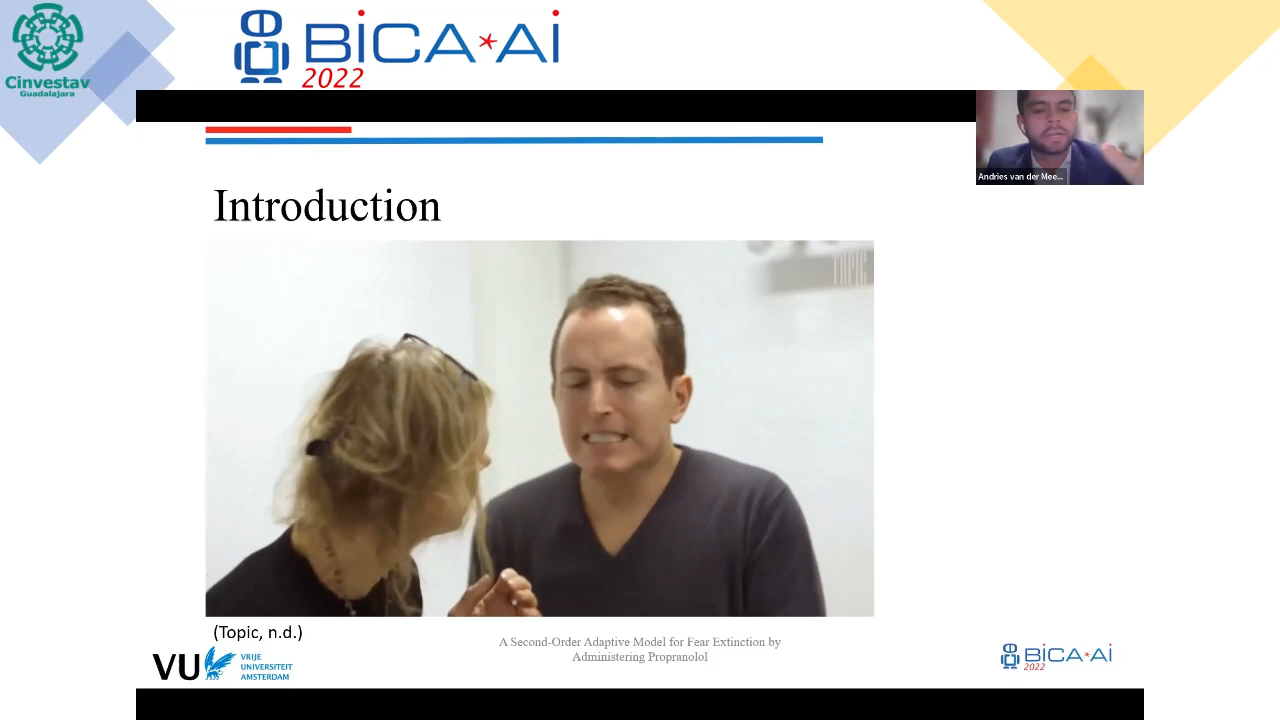 Cinvestav
Guadalajara
BiCA*Ai
2022
Andries van der Mee...
Introduction
TOPIC
(Topic, n.d.)
A Second-Order Adaptive Model for Fear Extinction by
Administering Propranolol
VU
VRIJE
UNIVERSITEIT
AMSTERDAM
BiCA*Ai
2022